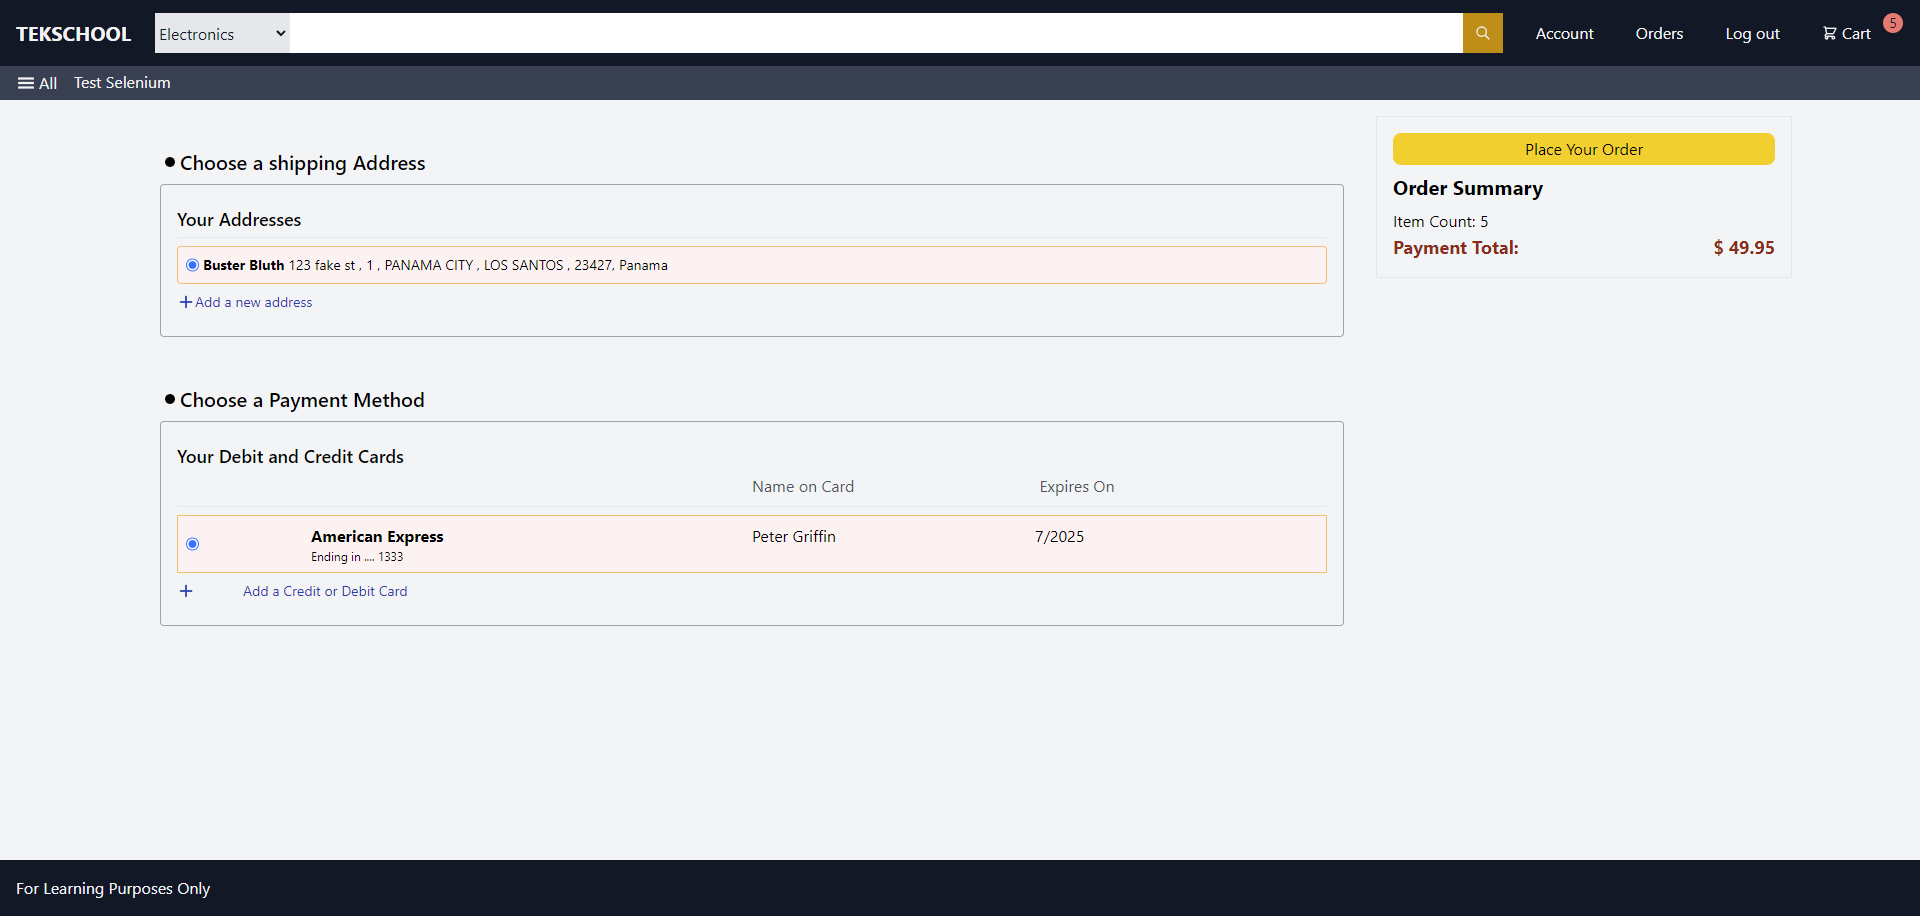 TEKSCHOOL
Electronics
Account
Orders
Log out
Cart
5
All
Test Selenium
Choose a shipping Address
Your Addresses
Buster Bluth 123 fake st , 1 , PANAMA CITY , LOS SANTOS , 23427, Panama
Add a new address
Choose a Payment Method
Your Debit and Credit Cards
Name on Card
Expires On
American Express
Ending in .... 1333
Peter Griffin
7/2025
Add a Credit or Debit Card
Place Your Order
Order Summary
Item Count: 5
Payment Total: $ 49.95
For Learning Purposes Only